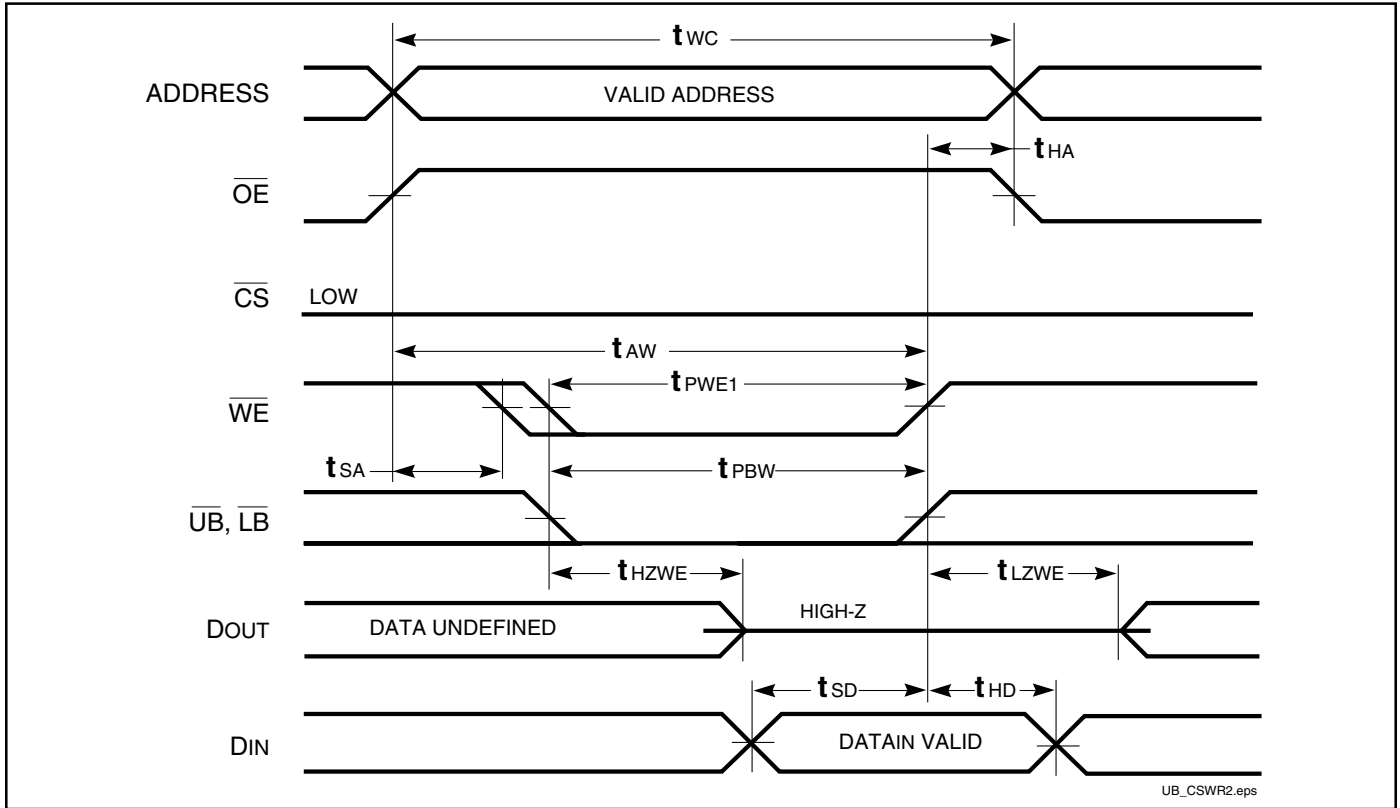 tWC
ADDRESS
VALID ADDRESS
tHA
OE
CS
LOW
tAW
tPWE1
WE
tSA
tPBW
UB, LB
tHZWE
tLZWE
HIGH-Z
DOUT
DATA UNDEFINED
tSD
tHD
DIN
DATAIN VALID
UB_CSWR2.eps